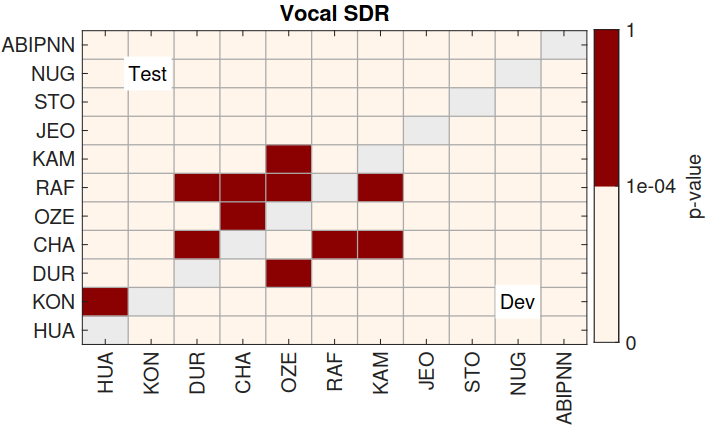 Vocal SDR
ABIPNN
NUG
STO
JEO
KAM
RAF
OZE
CHA
DUR
KON
HUA
Test
Dev
HUA
KON
DUR
CHA
OZE
RAF
KAM
JEO
STO
NUG
ABIPNN
1
1e-04
0
p-value